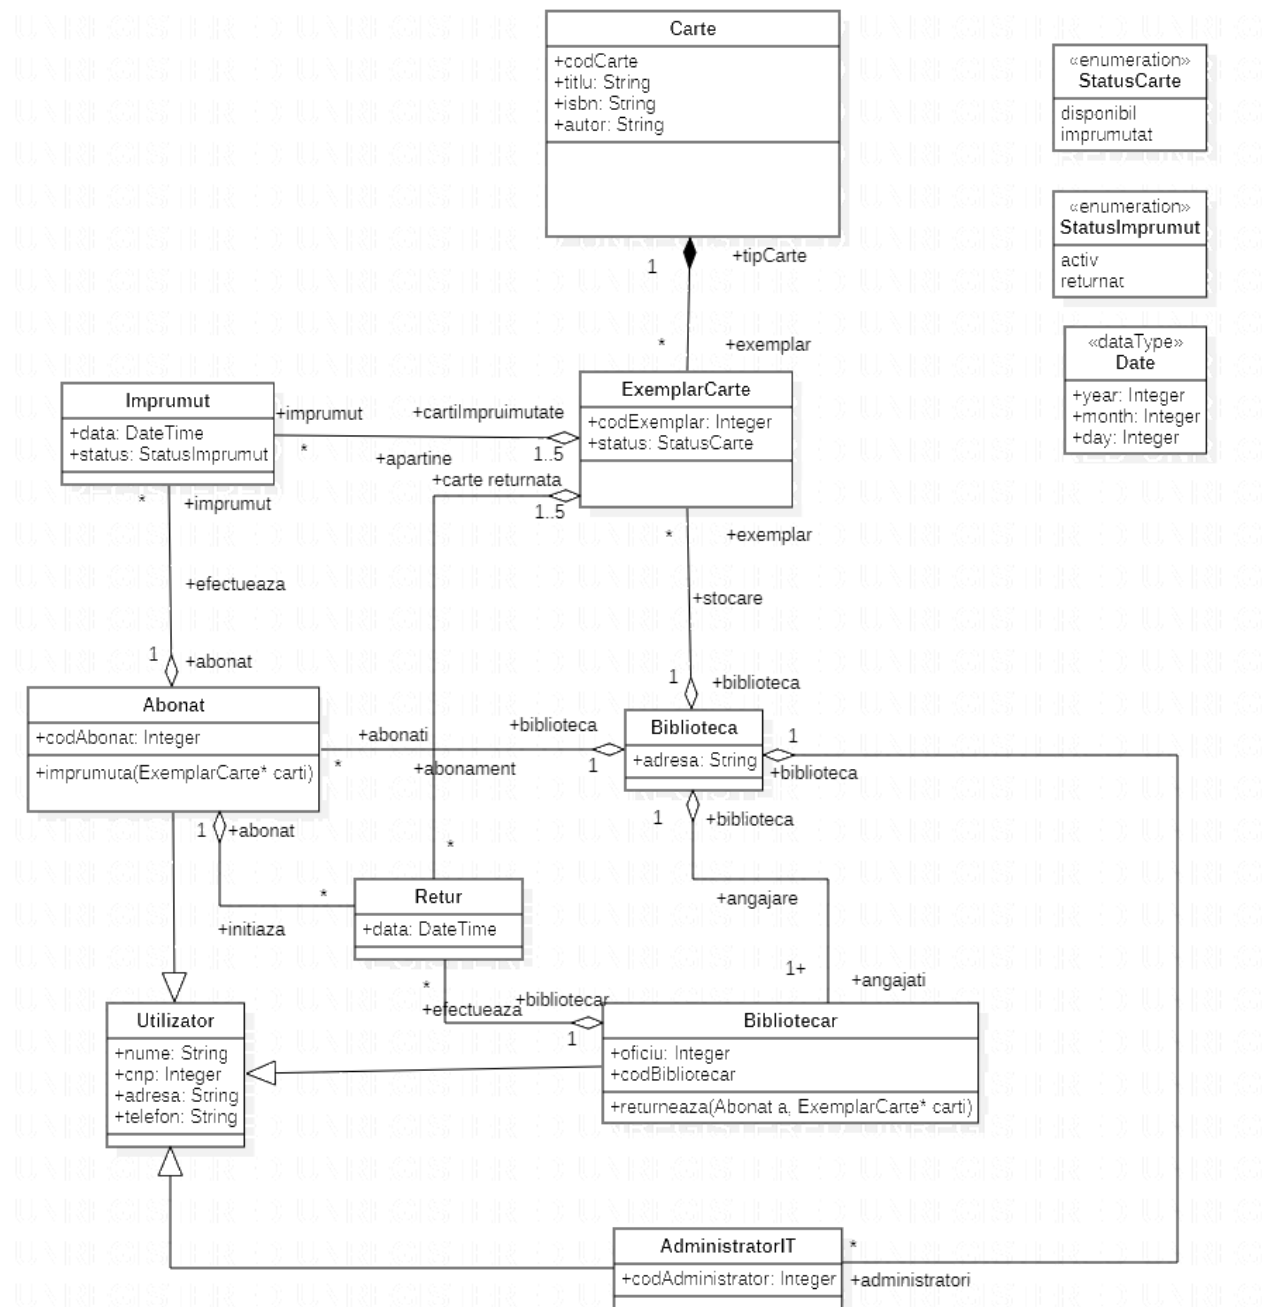 Carte
+codCarte
+titlu: String
+isbn: String
+autor: String
«enumeration»
StatusCarte
disponibil
imprumutat
«enumeration»
StatusImprumut
activ
returnat
«dataType»
Date
+year: Integer
+month: Integer
+day: Integer
1
+tipCarte
*
+exemplar
ExemplarCarte
+codExemplar: Integer
+status: StatusCarte
Imprumut
+data: DateTime
+status: StatusImprumut
+imprumut
+cartiImpruimutate
*
1..5
+apartine
+carte returnata
1..5
*
+imprumut
*
+exemplar
+efectueaza
+stocare
1
+abonat
1
+biblioteca
Abonat
+codAbonat: Integer
+imprumuta(ExemplarCarte* carti)
+abonati
*
+abonament
+biblioteca
1
Biblioteca
+adresa: String
1
+biblioteca
1
+biblioteca
1
+abonat
*
*
+initiaza
Retur
+data: DateTime
+angajare
1+
+angajati
*
+efectueaza
+bibliotecar
1
Utilizator
+nume: String
+cnp: Integer
+adresa: String
+telefon: String
Bibliotecar
+oficiu: Integer
+codBibliotecar
+returneaza(Abonat a, ExemplarCarte* carti)
AdministratorIT
+codAdministrator: Integer
*
+administratori